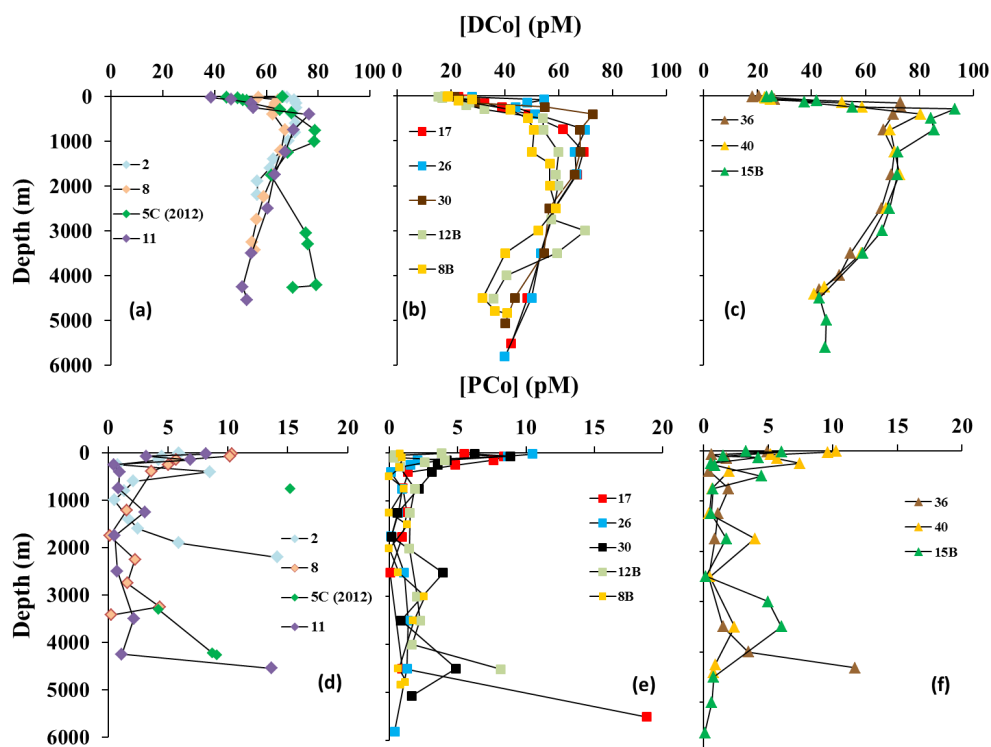 [DCo] (pM)
0 20 40 60 80 100 0 20 40 60 80 100 0 20 40 60 80 100
0
1000
2000
3000
4000
5000
6000
Depth (m)
2
8
5C (2012)
11
(a)
17
26
30
12B
8B
(b)
36
40
15B
(c)
[PCo] (pM)
0 5 10 15 20 0 5 10 15 20 0 5 10 15 20
0
1000
2000
3000
4000
5000
6000
Depth (m)
2
8
5C (2012)
11
(d)
17
26
30
12B
8B
(e)
36
40
15B
(f)